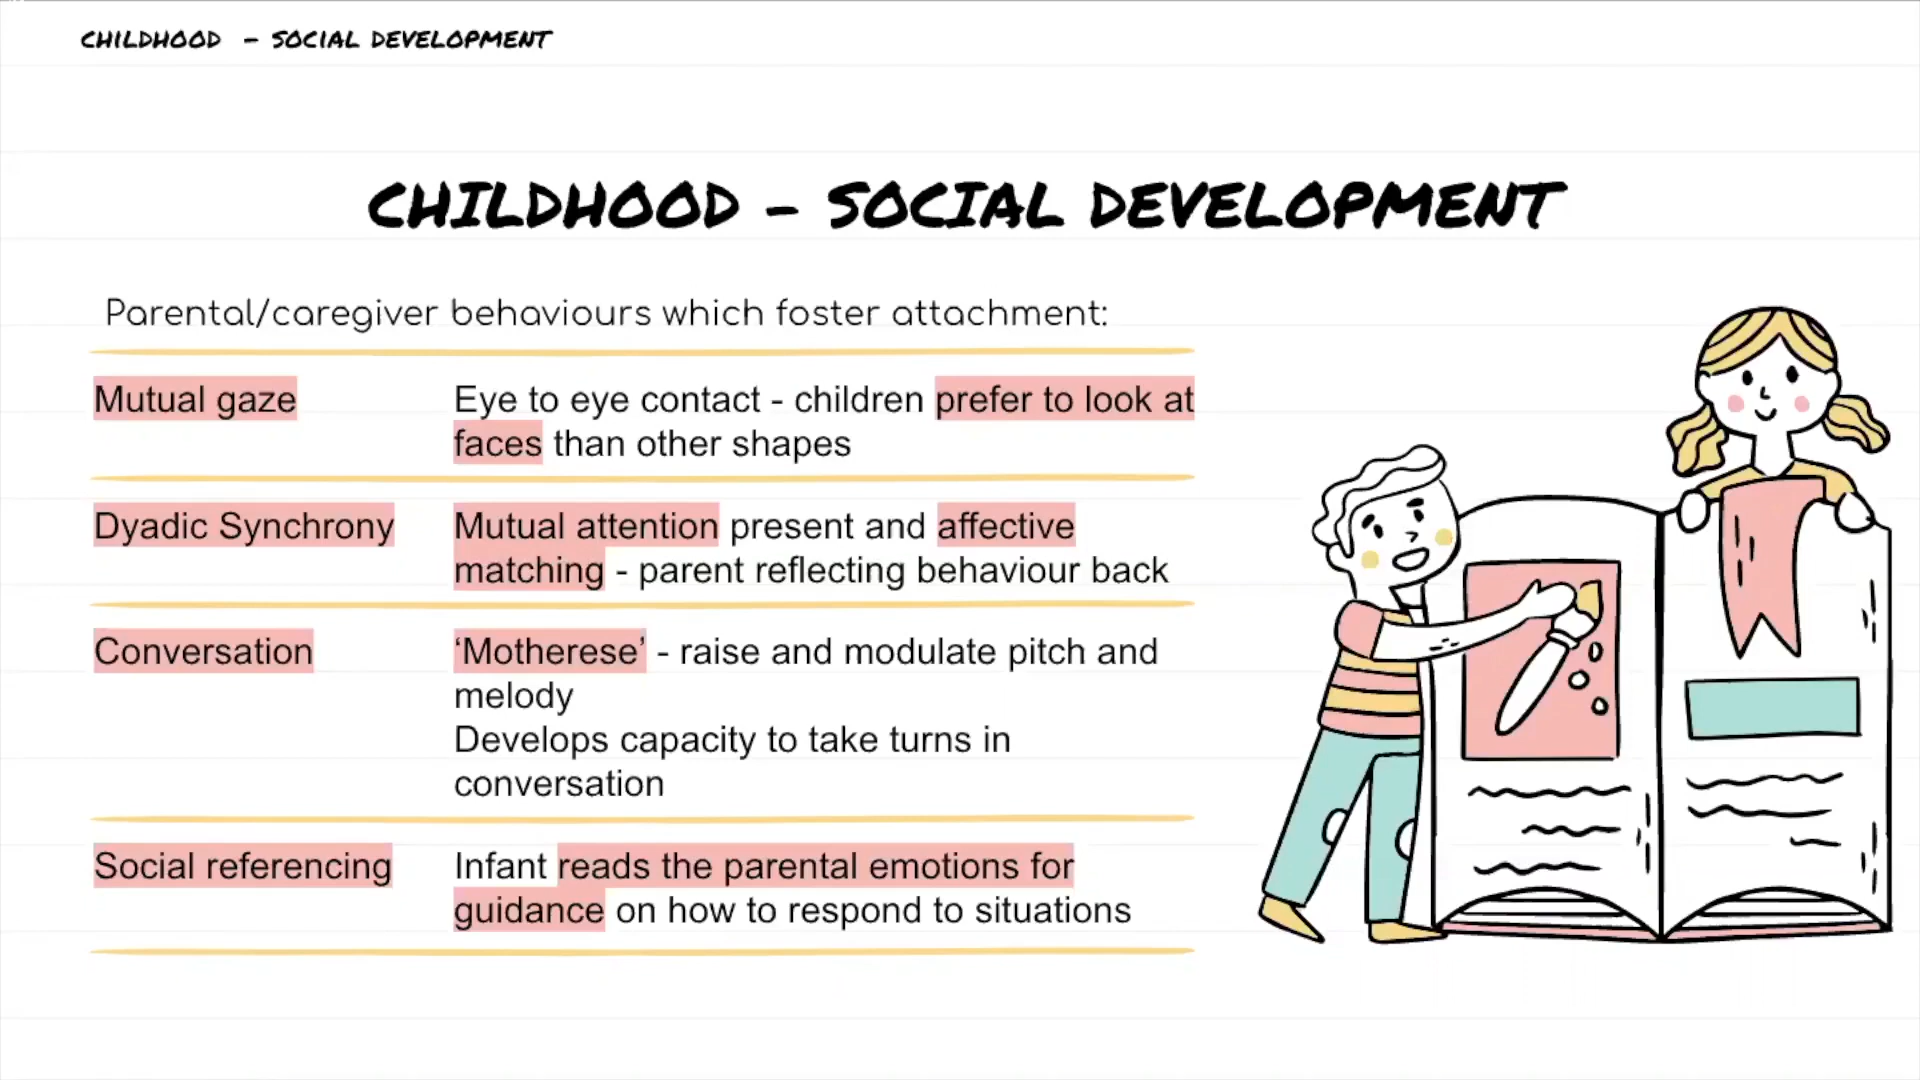 CHILDHOOD - SOCIAL DEVELOPMENT
CHILDHOOD - SOCIAL DEVELOPMENT
Parental/caregiver behaviours which foster attachment:
Mutual gaze
Eye to eye contact - children prefer to look at
faces than other shapes
Dyadic Synchrony
Mutual attention present and affective
matching - parent reflecting behaviour back
Conversation
‘Motherese’ - raise and modulate pitch and
melody
Develops capacity to take turns in
conversation
Social referencing
Infant reads the parental emotions for
guidance on how to respond to situations